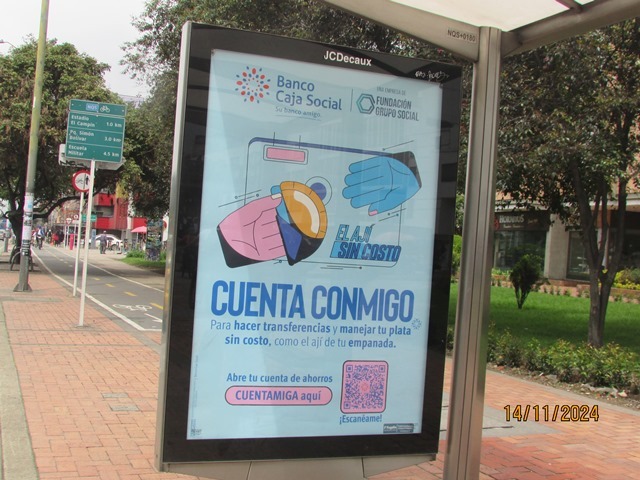 JCDecaux
NQS+0180
Banco
Caja Social
Su banco amigo.
UNA EMPRESA DE
FUNDACIÓN
GRUPO SOCIAL
EL AJÍ
SIN COSTO
CUENTA CONMIGO
Para hacer transferencias y manejar tu plata
sin costo, como el ají de tu empanada.
Abre tu cuenta de ahorros
CUENTAMIGA aquí
¡Escanéame!
Estadio
El Campín 1.0 km
Pq. Simón
Bolívar 3.0 km
Escuela
Militar 4.5 km
14/11/2024